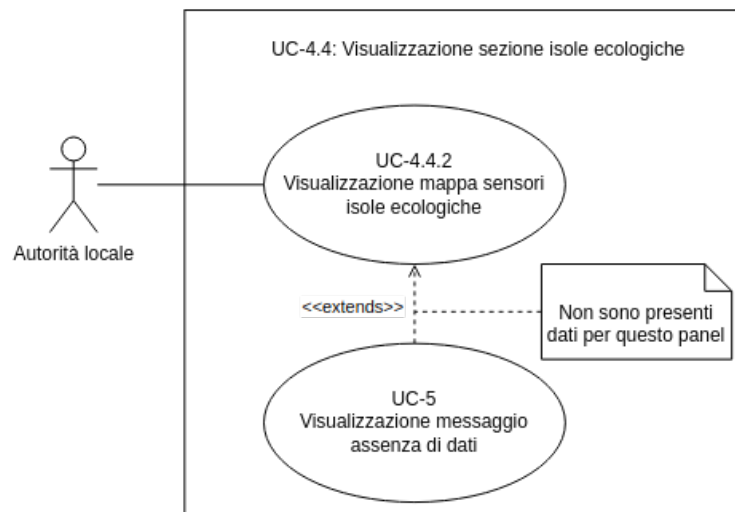 UC-4.4: Visualizzazione sezione isole ecologiche
UC-4.4.2
Visualizzazione mappa sensori
isole ecologiche
Autorità locale
<<extends>>
Non sono presenti
dati per questo panel
UC-5
Visualizzazione messaggio
assenza di dati